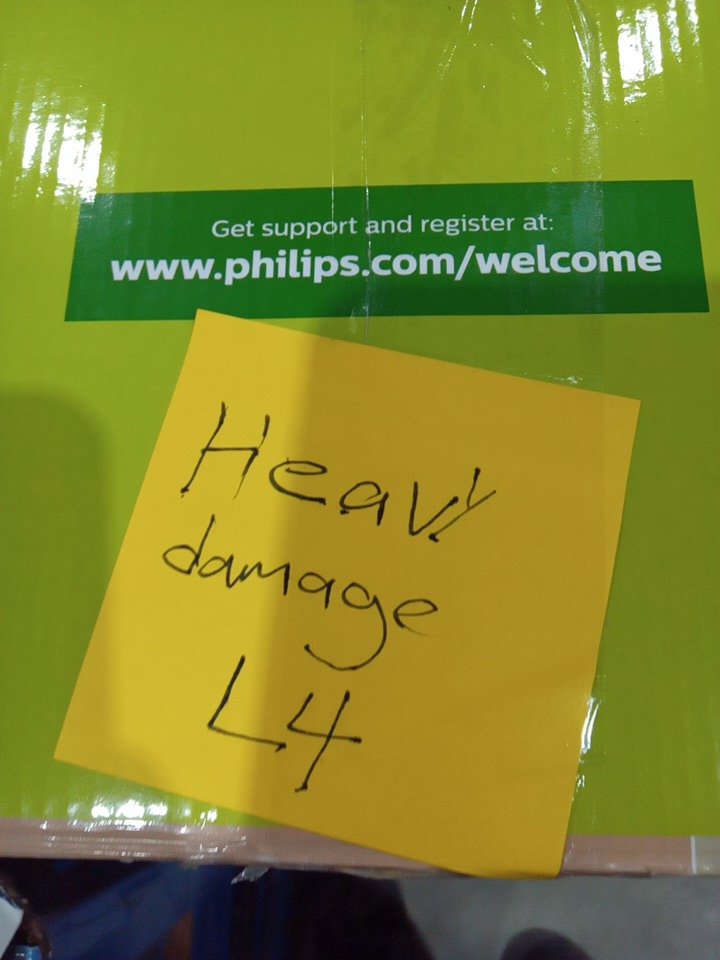 Get support and register at:
www.philips.com/welcome
Heavy
damage
L4